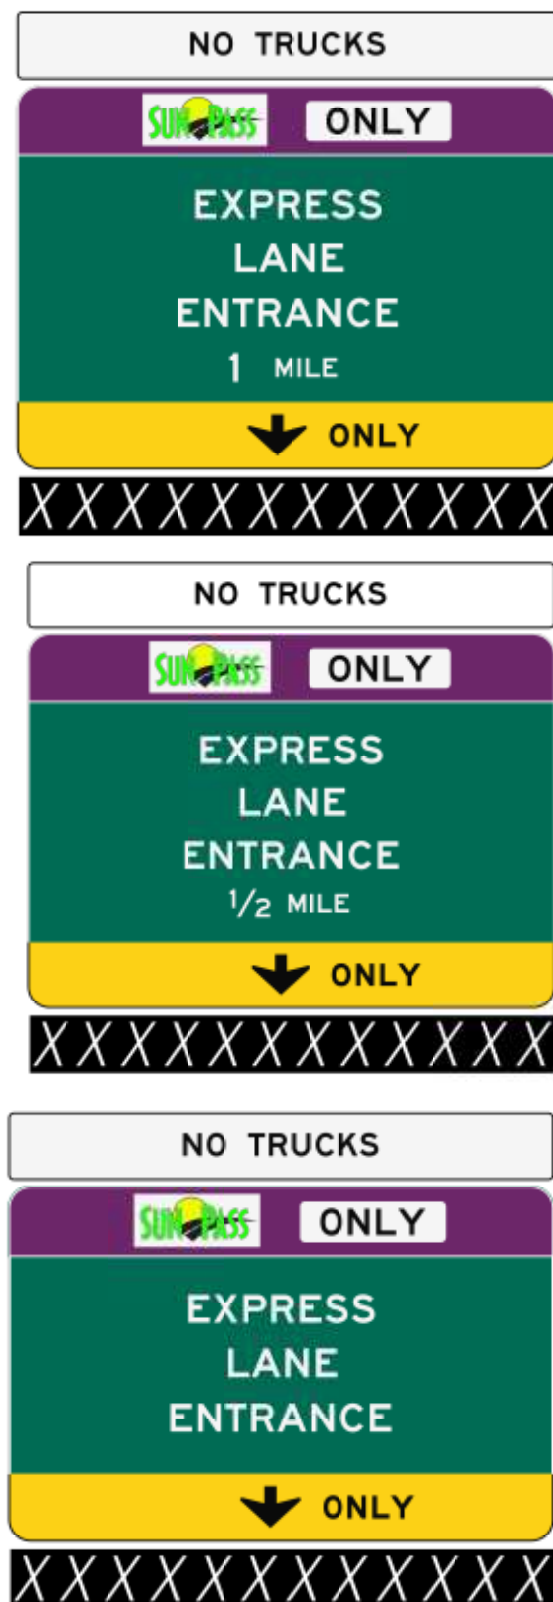 NO TRUCKS
SUNPASS ONLY
EXPRESS
LANE
ENTRANCE
1 MILE
ONLY
XXXXXXXXXXXX
NO TRUCKS
SUNPASS ONLY
EXPRESS
LANE
ENTRANCE
1/2 MILE
ONLY
XXXXXXXXXXXX
NO TRUCKS
SUNPASS ONLY
EXPRESS
LANE
ENTRANCE
ONLY
XXXXXXXXXXXX